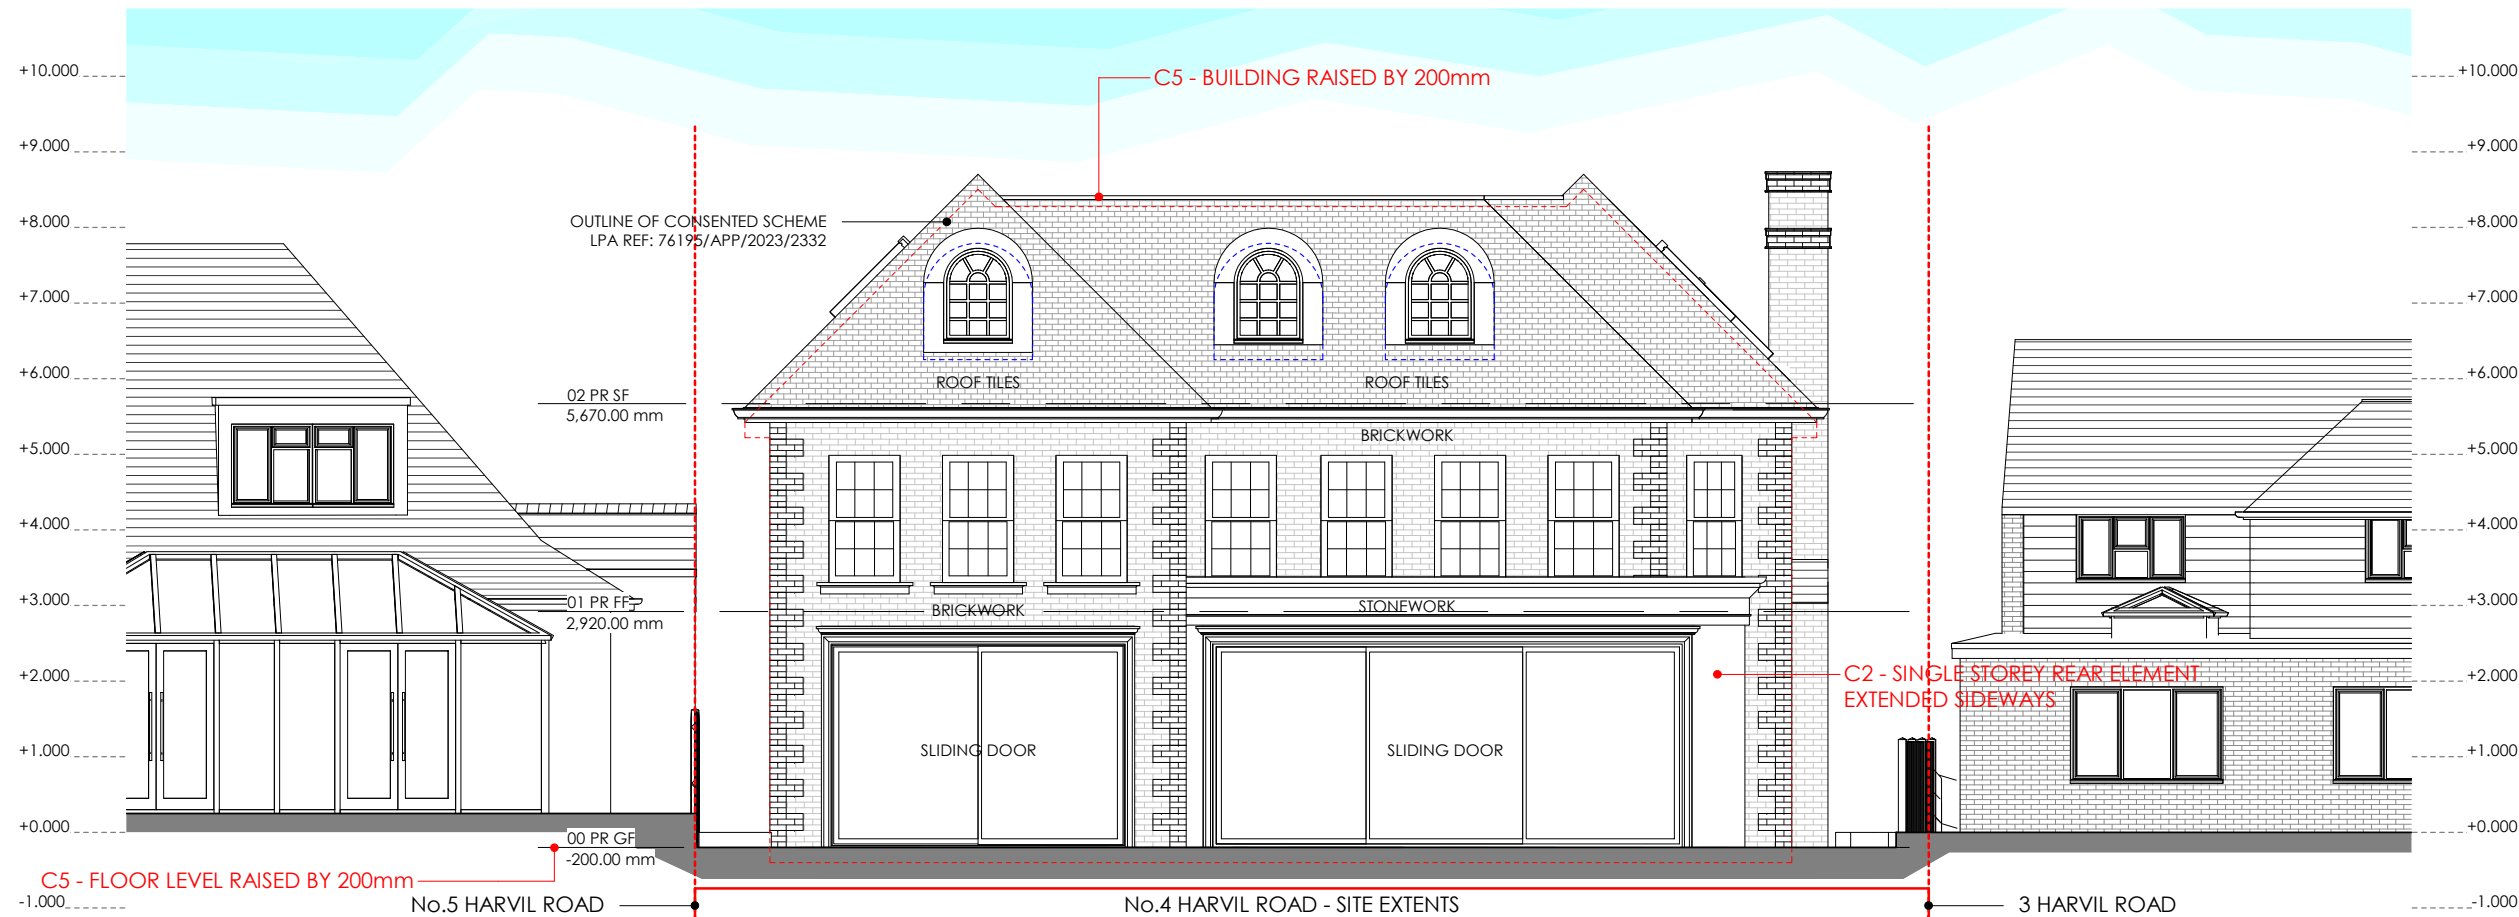 +10.000
+10.000
C5 - BUILDING RAISED BY 200mm
+9.000
+9.000
+8.000
OUTLINE OF CONSENTED SCHEME
LPA REF: 76195/APP/2023/2332
+8.000
+7.000
+7.000
+6.000
+6.000
ROOF TILES
ROOF TILES
02 PR SF
5,670.00 mm
BRICKWORK
+5.000
+5.000
+4.000
+4.000
+3.000
+3.000
01 PR FF
2,920.00 mm
BRICKWORK
STONEWORK
+2.000
+2.000
C2 - SINGLE STOREY REAR ELEMENT
EXTENDED SIDEWAYS
+1.000
+1.000
SLIDING DOOR
SLIDING DOOR
+0.000
+0.000
00 PR GF
-200.00 mm
C5 - FLOOR LEVEL RAISED BY 200mm
-1.000
-1.000
No.5 HARVIL ROAD
No.4 HARVIL ROAD - SITE EXTENTS
3 HARVIL ROAD